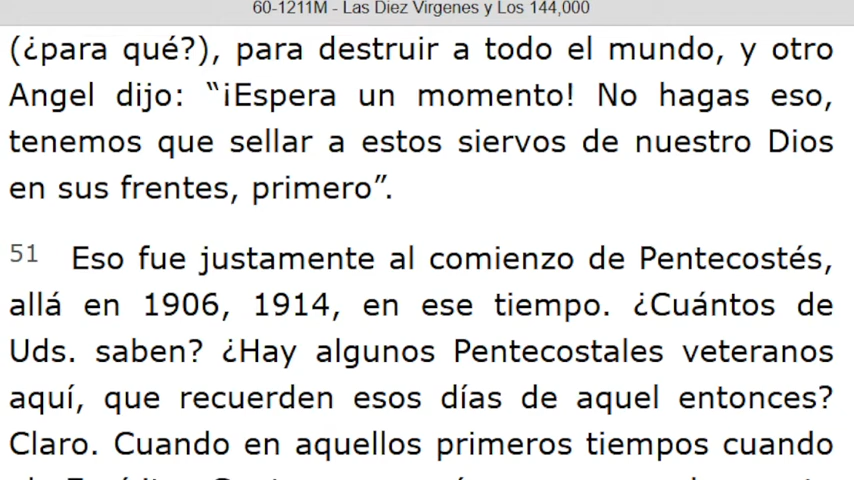 60-1211M - Las Diez Virgenes y Los 144,000
(¿para qué?), para destruir a todo el mundo, y otro
Angel dijo: “¡Espera un momento! No hagas eso,
tenemos que sellar a estos siervos de nuestro Dios
en sus frentes, primero”.
51 Eso fue justamente al comienzo de Pentecostés,
allá en 1906, 1914, en ese tiempo. ¿Cuántos de
Uds. saben? ¿Hay algunos Pentecostales veteranos
aquí, que recuerden esos días de aquel entonces?
Claro. Cuando en aquellos primeros tiempos cuando